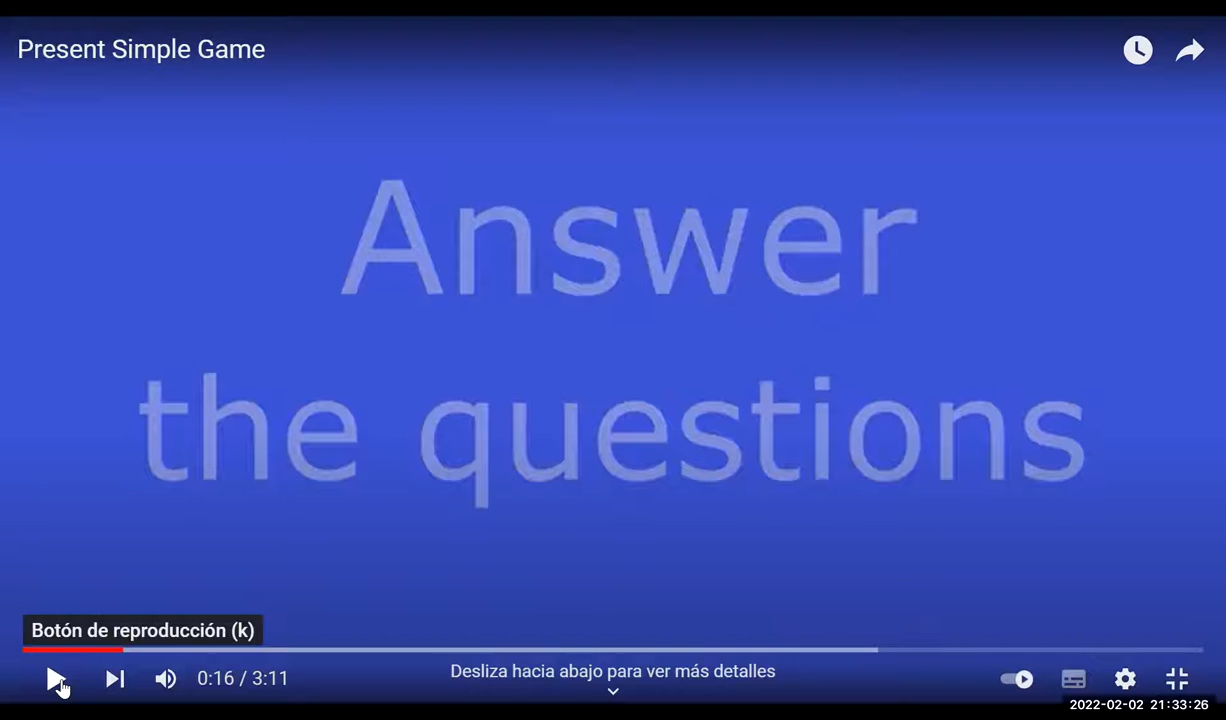 Present Simple Game
Answer
the questions
Botón de reproducción (k)
0:16 / 3:11
Desliza hacia abajo para ver más detalles
2022-02-02 21:33:26